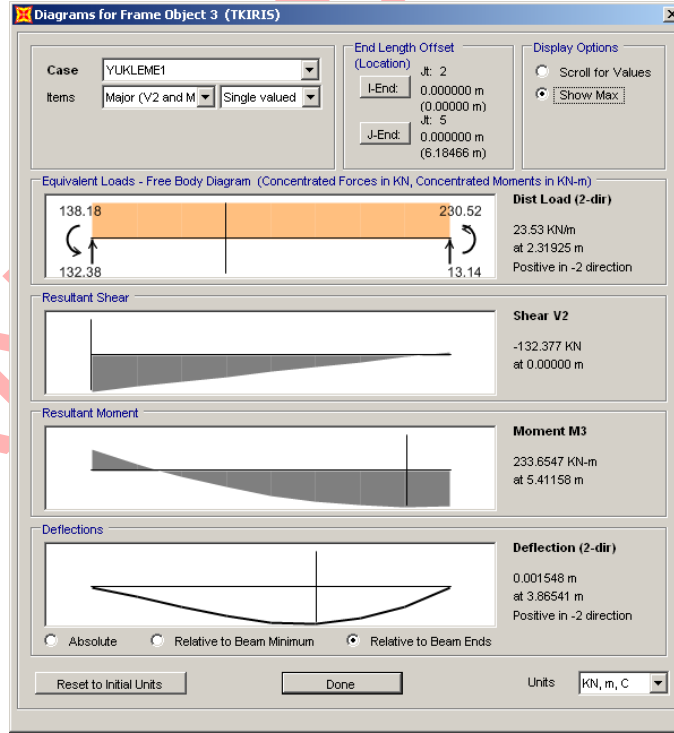 Diagrams for Frame Object 3 (TKIRIS)
Case YUKLEME1
Items Major (V2 and M Single valued
End Length Offset
(Location)
Jt: 2
I-End: 0.000000 m
(0.00000 m)
Jt: 5
J-End: 0.000000 m
(6.18466 m)
Display Options
Scroll for Values
Show Max
Equivalent Loads - Free Body Diagram (Concentrated Forces in KN, Concentrated Moments in KN-m)
138.18 230.52
132.38 13.14
Dist Load (2-dir)
23.53 KN/m
at 2.31925 m
Positive in -2 direction
Resultant Shear
Shear V2
-132.377 KN
at 0.00000 m
Resultant Moment
Moment M3
233.6547 KN-m
at 5.41158 m
Deflections
Deflection (2-dir)
0.001548 m
at 3.86541 m
Positive in -2 direction
Absolute Relative to Beam Minimum Relative to Beam Ends
Reset to Initial Units Done Units KN, m, C